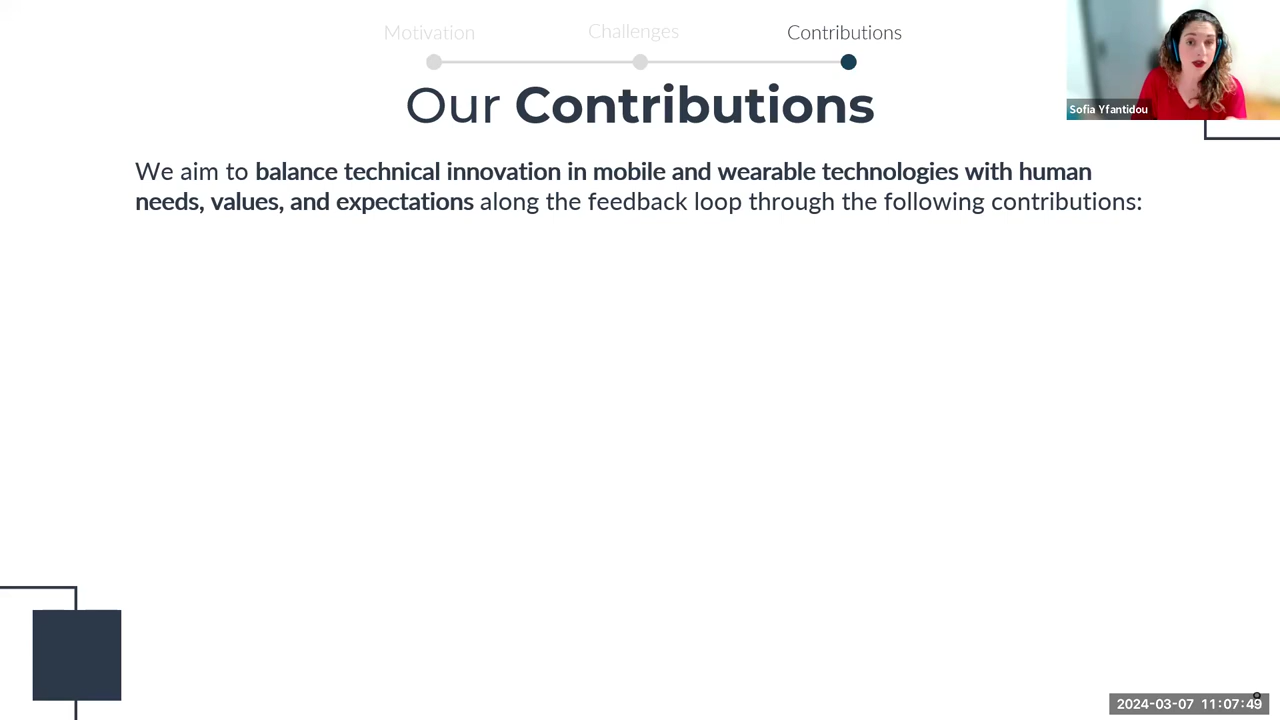 Motivation
Challenges
Contributions
Our Contributions
Sofia Yfantidou
We aim to balance technical innovation in mobile and wearable technologies with human
needs, values, and expectations along the feedback loop through the following contributions:
2024-03-07 11:07:49